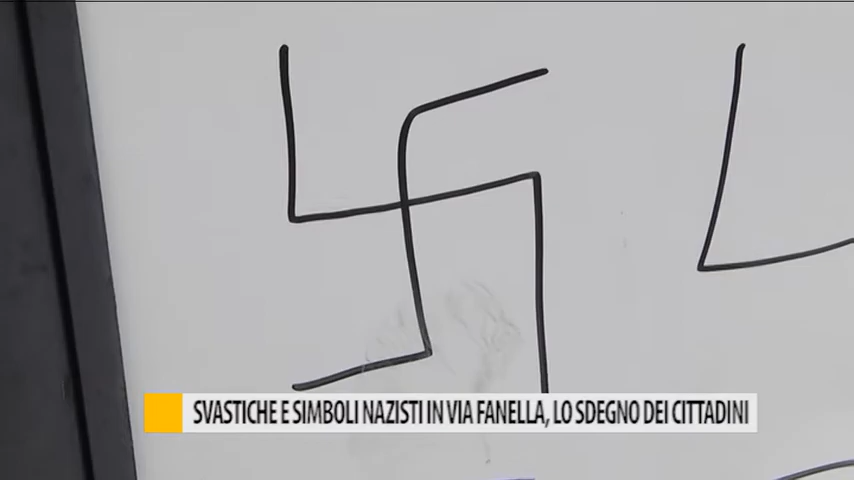 SVASTICHE E SIMBOLI NAZISTI IN VIA FANELLA, LO SDEGNO DEI CITTADINI